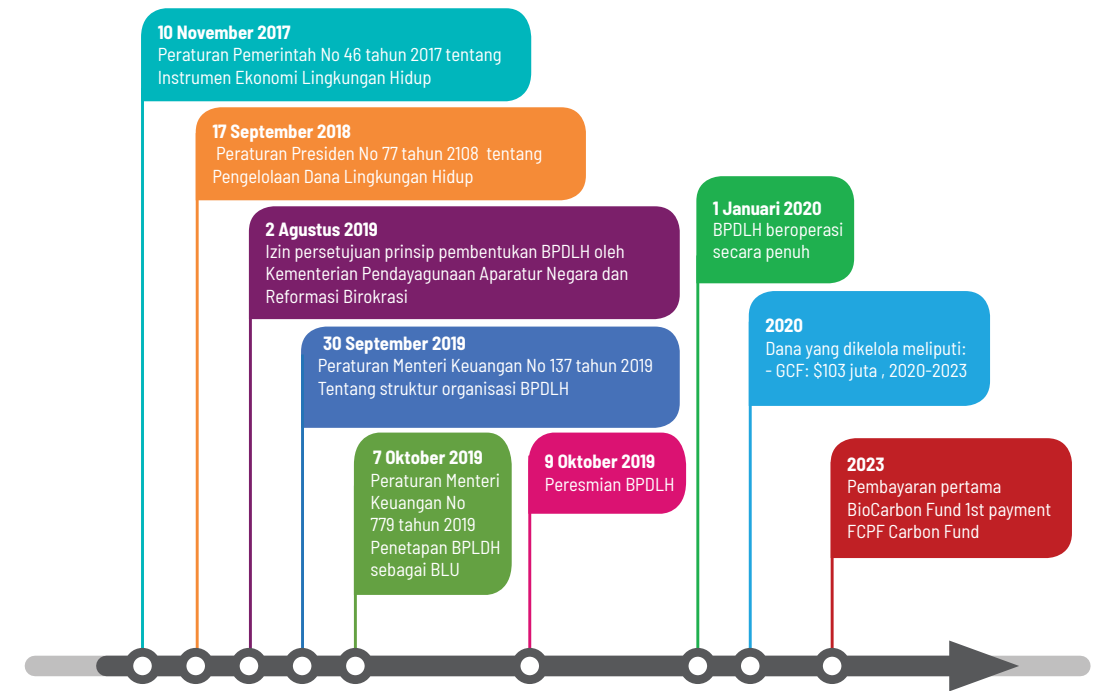 10 November 2017
Peraturan Pemerintah No 46 tahun 2017 tentang
Instrumen Ekonomi Lingkungan Hidup
17 September 2018
Peraturan Presiden No 77 tahun 2108 tentang
Pengelolaan Dana Lingkungan Hidup
2 Agustus 2019
Izin persetujuan prinsip pembentukan BPDLH oleh
Kementerian Pendayagunaan Aparatur Negara dan
Reformasi Birokrasi
30 September 2019
Peraturan Menteri Keuangan No 137 tahun 2019
Tentang struktur organisasi BPDLH
7 Oktober 2019
Peraturan Menteri
Keuangan No
779 tahun 2019
Penetapan BPLDH
sebagai BLU
9 Oktober 2019
Peresmian BPDLH
1 Januari 2020
BPDLH beroperasi
secara penuh
2020
Dana yang dikelola meliputi:
- GCF: $103 juta , 2020-2023
2023
Pembayaran pertama
BioCarbon Fund 1st payment
FCPF Carbon Fund